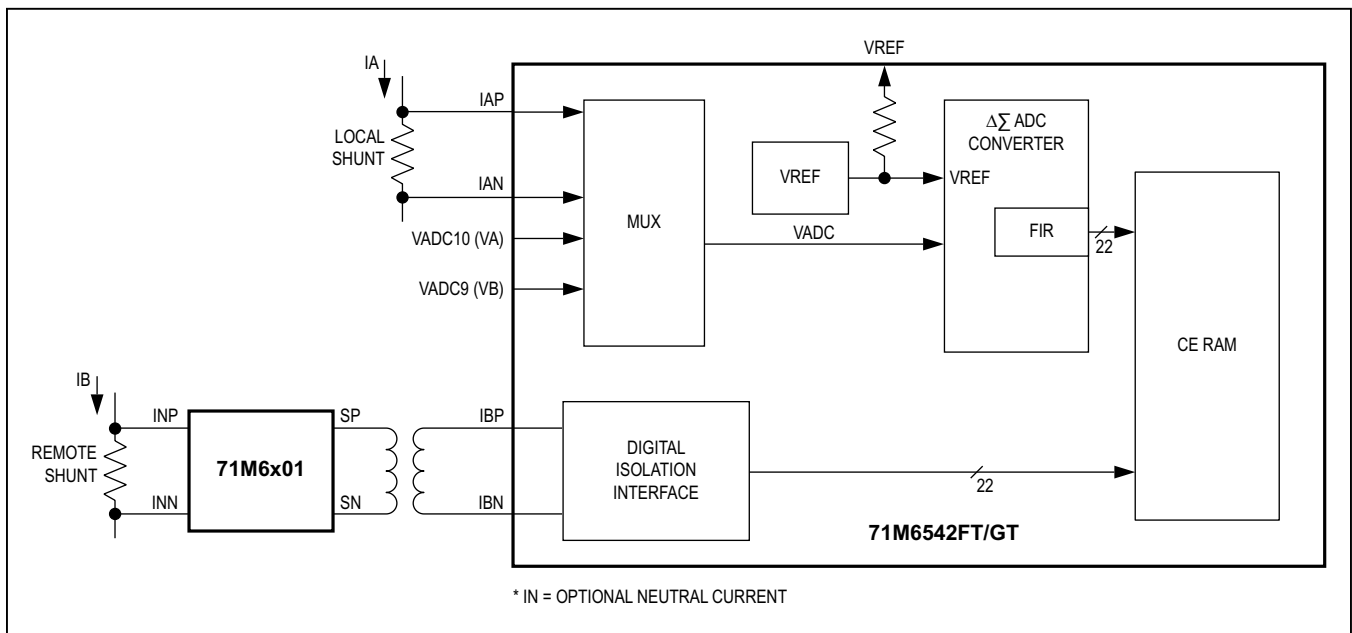 VREF
IA
IAP
LOCAL
SHUNT
IAN
VADC10 (VA)
VADC9 (VB)
MUX
VREF
VADC
ΔΣ ADC
CONVERTER
VREF
FIR
22
CE RAM
IB
INP
REMOTE
SHUNT
INN
71M6x01
SP
SN
IBP
IBN
DIGITAL
ISOLATION
INTERFACE
22
71M6542FT/GT
* IN = OPTIONAL NEUTRAL CURRENT